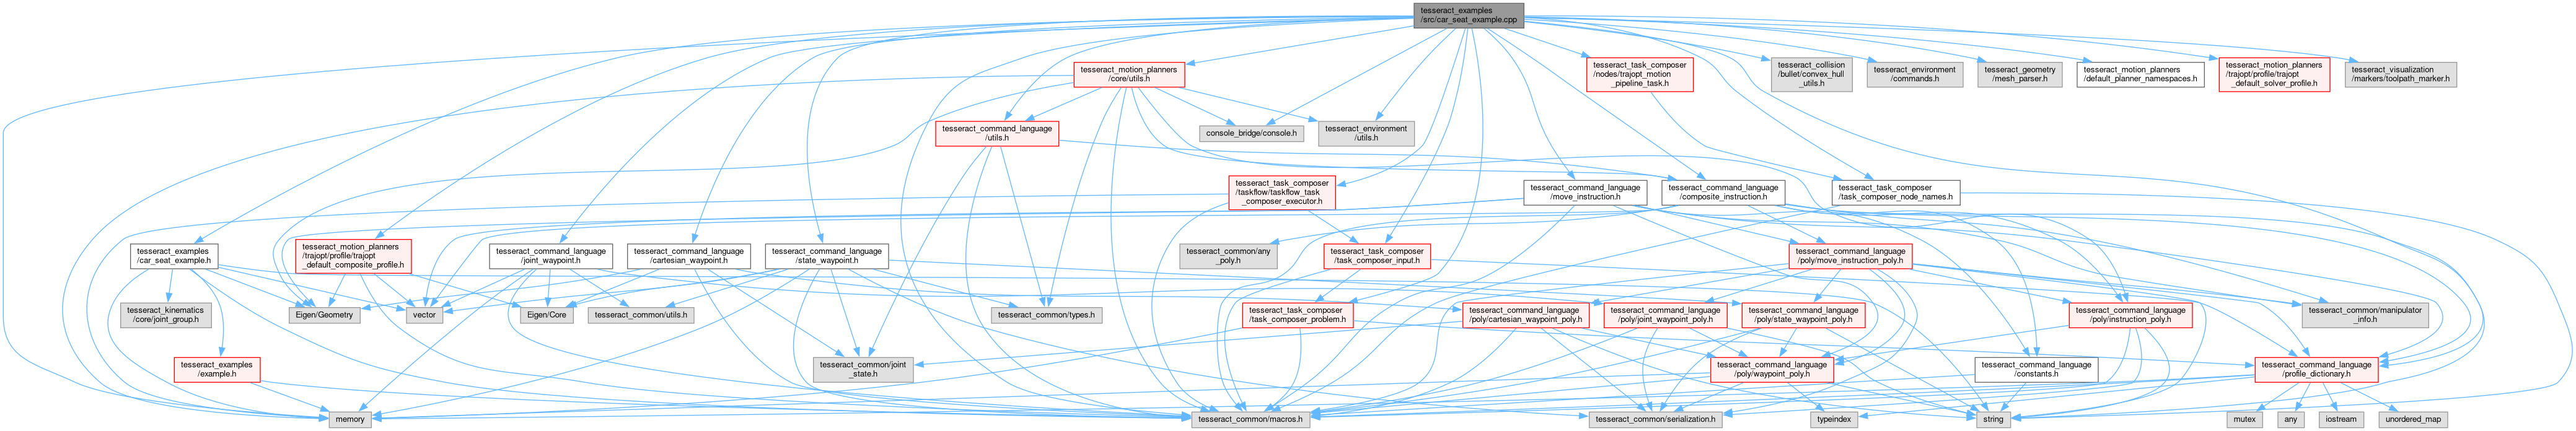 tesseract_examples
/src/car_seat_example.cpp
tesseract_motion_planners
/core/utils.h
tesseract_task_composer
/nodes/trajopt_motion
_pipeline_task.h
tesseract_collision
/bullet/convex_hull
_utils.h
tesseract_environment
/commands.h
tesseract_geometry
/mesh_parser.h
tesseract_motion_planners
/default_planner_namespaces.h
tesseract_motion_planners
/trajopt/profile/trajopt
_default_solver_profile.h
tesseract_visualization
/markers/toolpath_marker.h
tesseract_command_language
/utils.h
console_bridge/console.h
tesseract_environment
/utils.h
tesseract_task_composer
/taskflow/taskflow_task
_composer_executor.h
tesseract_command_language
/move_instruction.h
tesseract_command_language
/composite_instruction.h
tesseract_task_composer
/task_composer_node_names.h
tesseract_examples
/car_seat_example.h
tesseract_motion_planners
/trajopt/profile/trajopt
_default_composite_profile.h
tesseract_command_language
/joint_waypoint.h
tesseract_command_language
/cartesian_waypoint.h
tesseract_command_language
/state_waypoint.h
tesseract_common/any
_poly.h
tesseract_task_composer
/task_composer_input.h
tesseract_command_language
/poly/move_instruction_poly.h
tesseract_kinematics
/core/joint_group.h
Eigen/Geometry
vector
Eigen/Core
tesseract_common/utils.h
tesseract_common/types.h
tesseract_task_composer
/task_composer_problem.h
tesseract_command_language
/poly/cartesian_waypoint_poly.h
tesseract_command_language
/poly/joint_waypoint_poly.h
tesseract_command_language
/poly/state_waypoint_poly.h
tesseract_command_language
/poly/instruction_poly.h
tesseract_common/manipulator
_info.h
tesseract_examples
/example.h
tesseract_common/joint
_state.h
tesseract_command_language
/poly/waypoint_poly.h
tesseract_command_language
/constants.h
tesseract_command_language
/profile_dictionary.h
memory
tesseract_common/macros.h
tesseract_common/serialization.h
typeindex
string
mutex
any
iostream
unordered_map